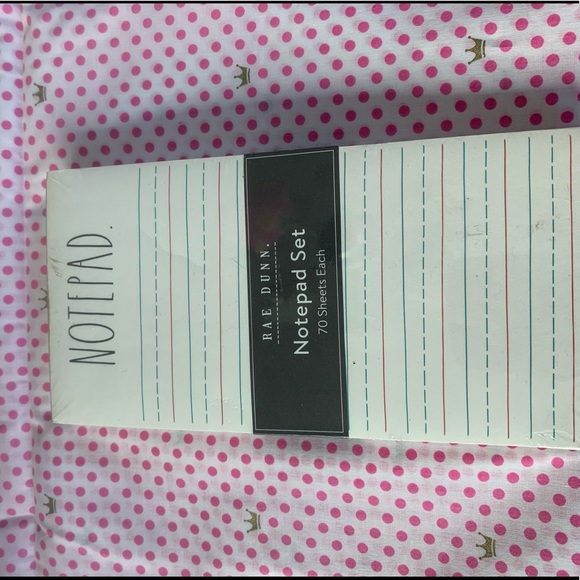 NOTEPAD.
RAE DUNN.
Notepad Set
70 Sheets Each